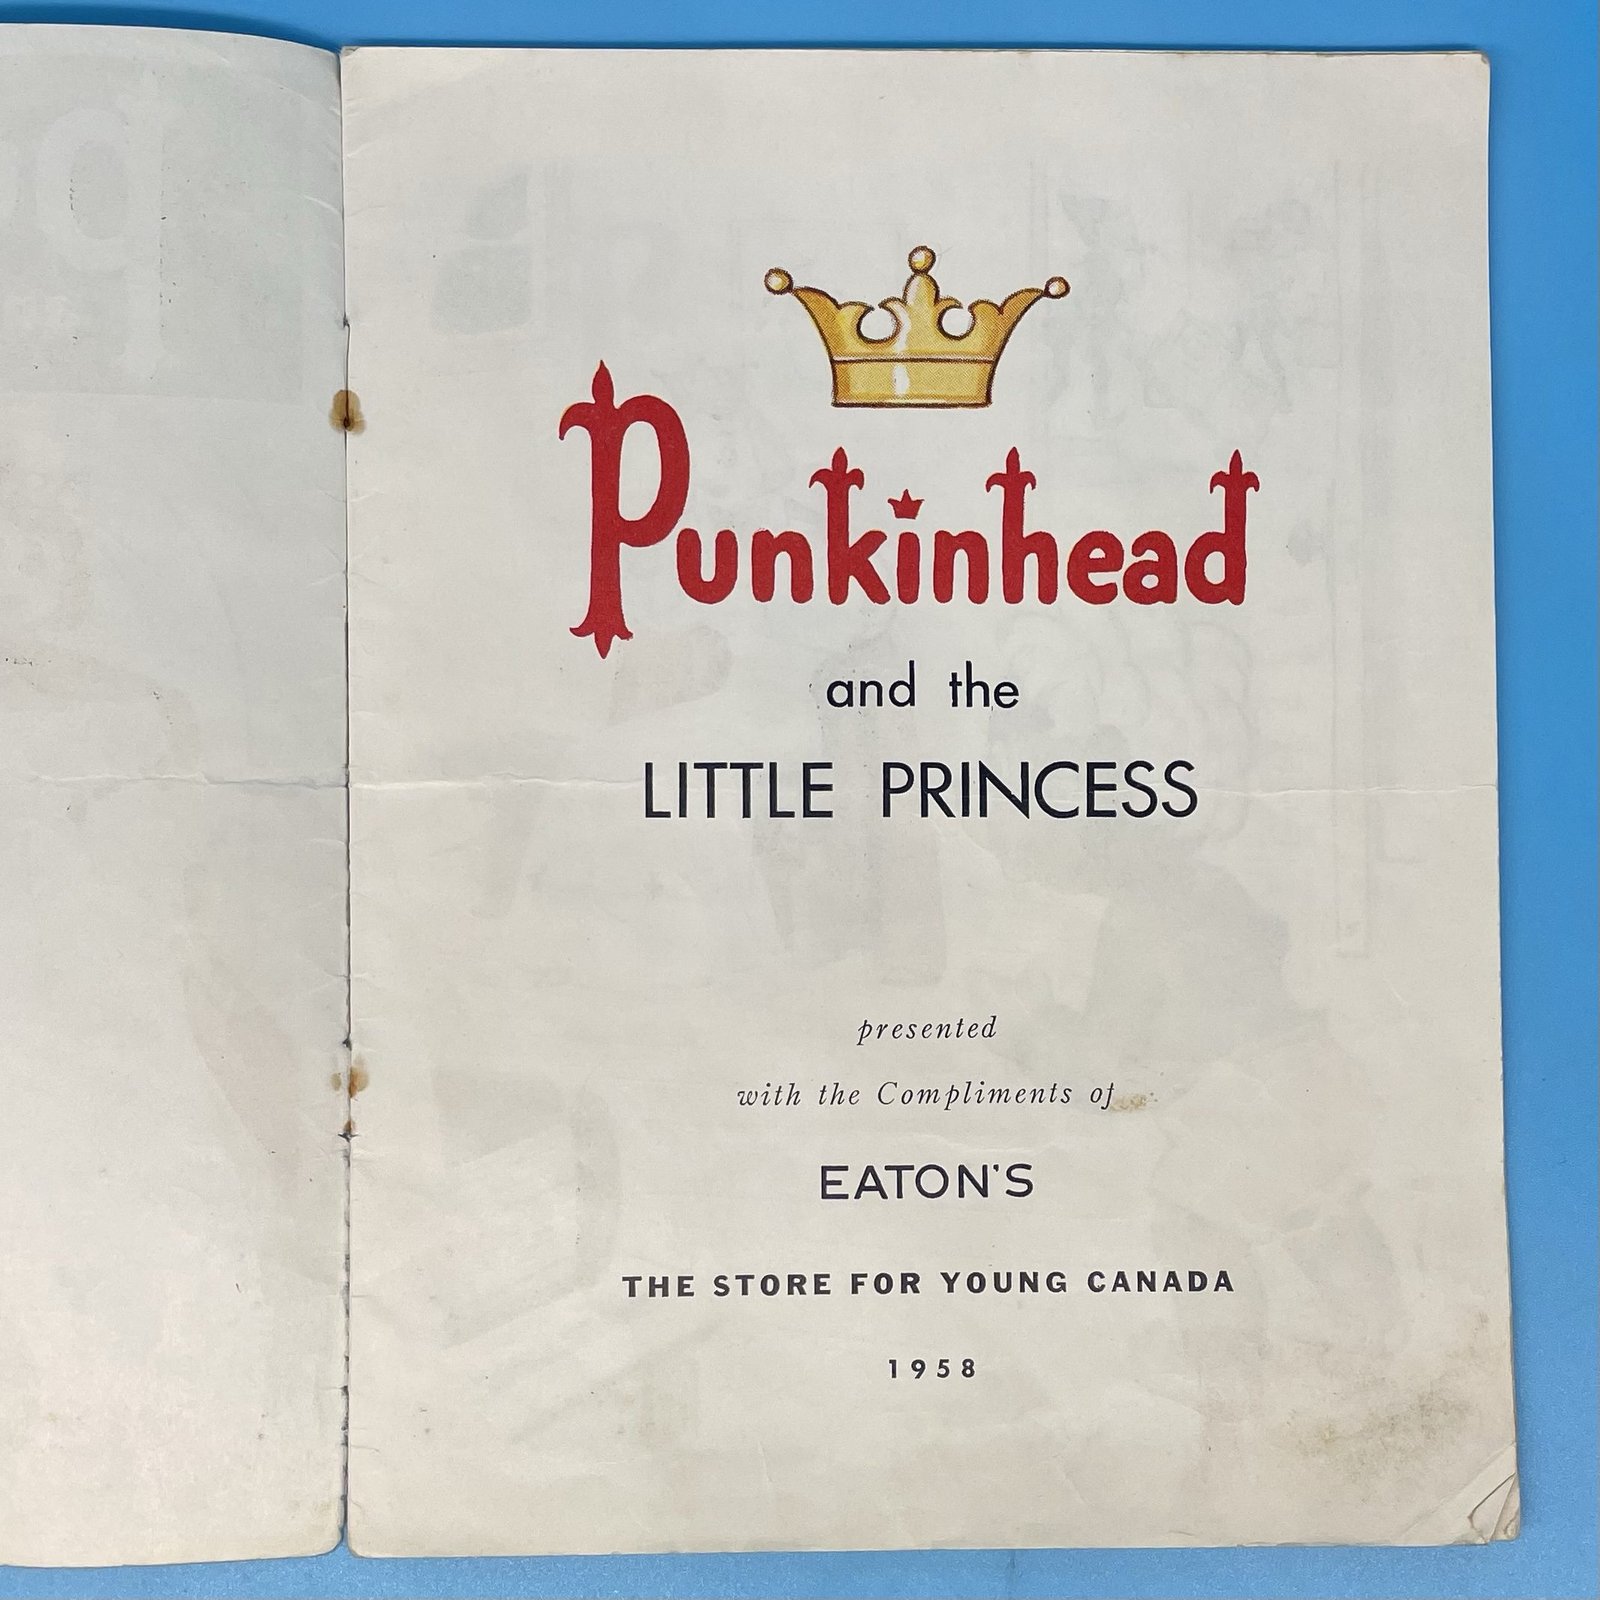 Punkinhead
and the
LITTLE PRINCESS
presented
with the Compliments of
EATON'S
THE STORE FOR YOUNG CANADA
1958